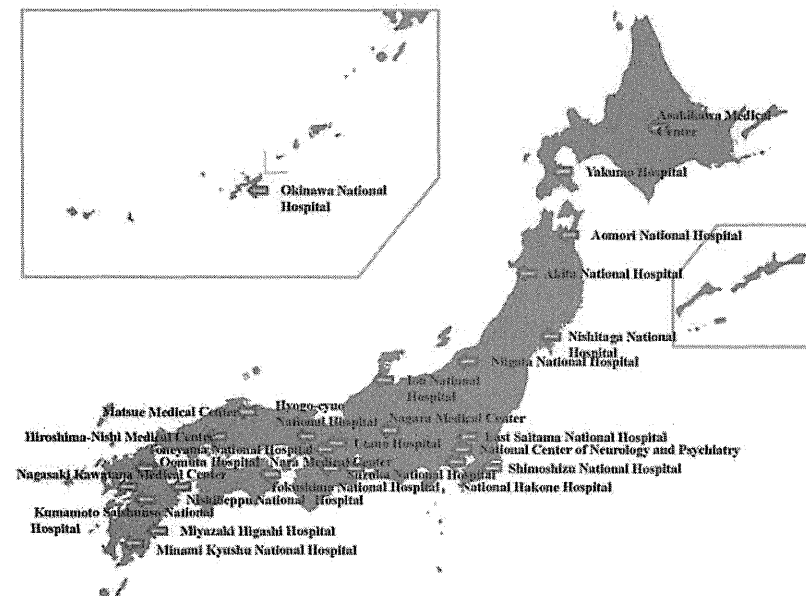 Asahikawa Medical
Center
Yakumo Hospital
Okinawa National
Hospital
Aomori National Hospital
Akita National Hospital
Nishitaga National
Hospital
Niigata National Hospital
Iou National
Hospital
Matsue Medical Center
Hyogo-cyuo
National Hospital
Nagara Medical Center
Hiroshima-Nishi Medical Center
Utano Hospital
East Saitama National Hospital
Toneyama National Hospital
National Center of Neurology and Psychiatry
Oomuta Hospital
Nara Medical Center
Shimoshizu National Hospital
Nagasaki Kawatana Medical Center
Suzuka National Hospital
Tokushima National Hospital
National Hakone Hospital
Nishibeppu National Hospital
Kumamoto Saishunso National
Hospital
Miyazaki Higashi Hospital
Minami Kyushu National Hospital